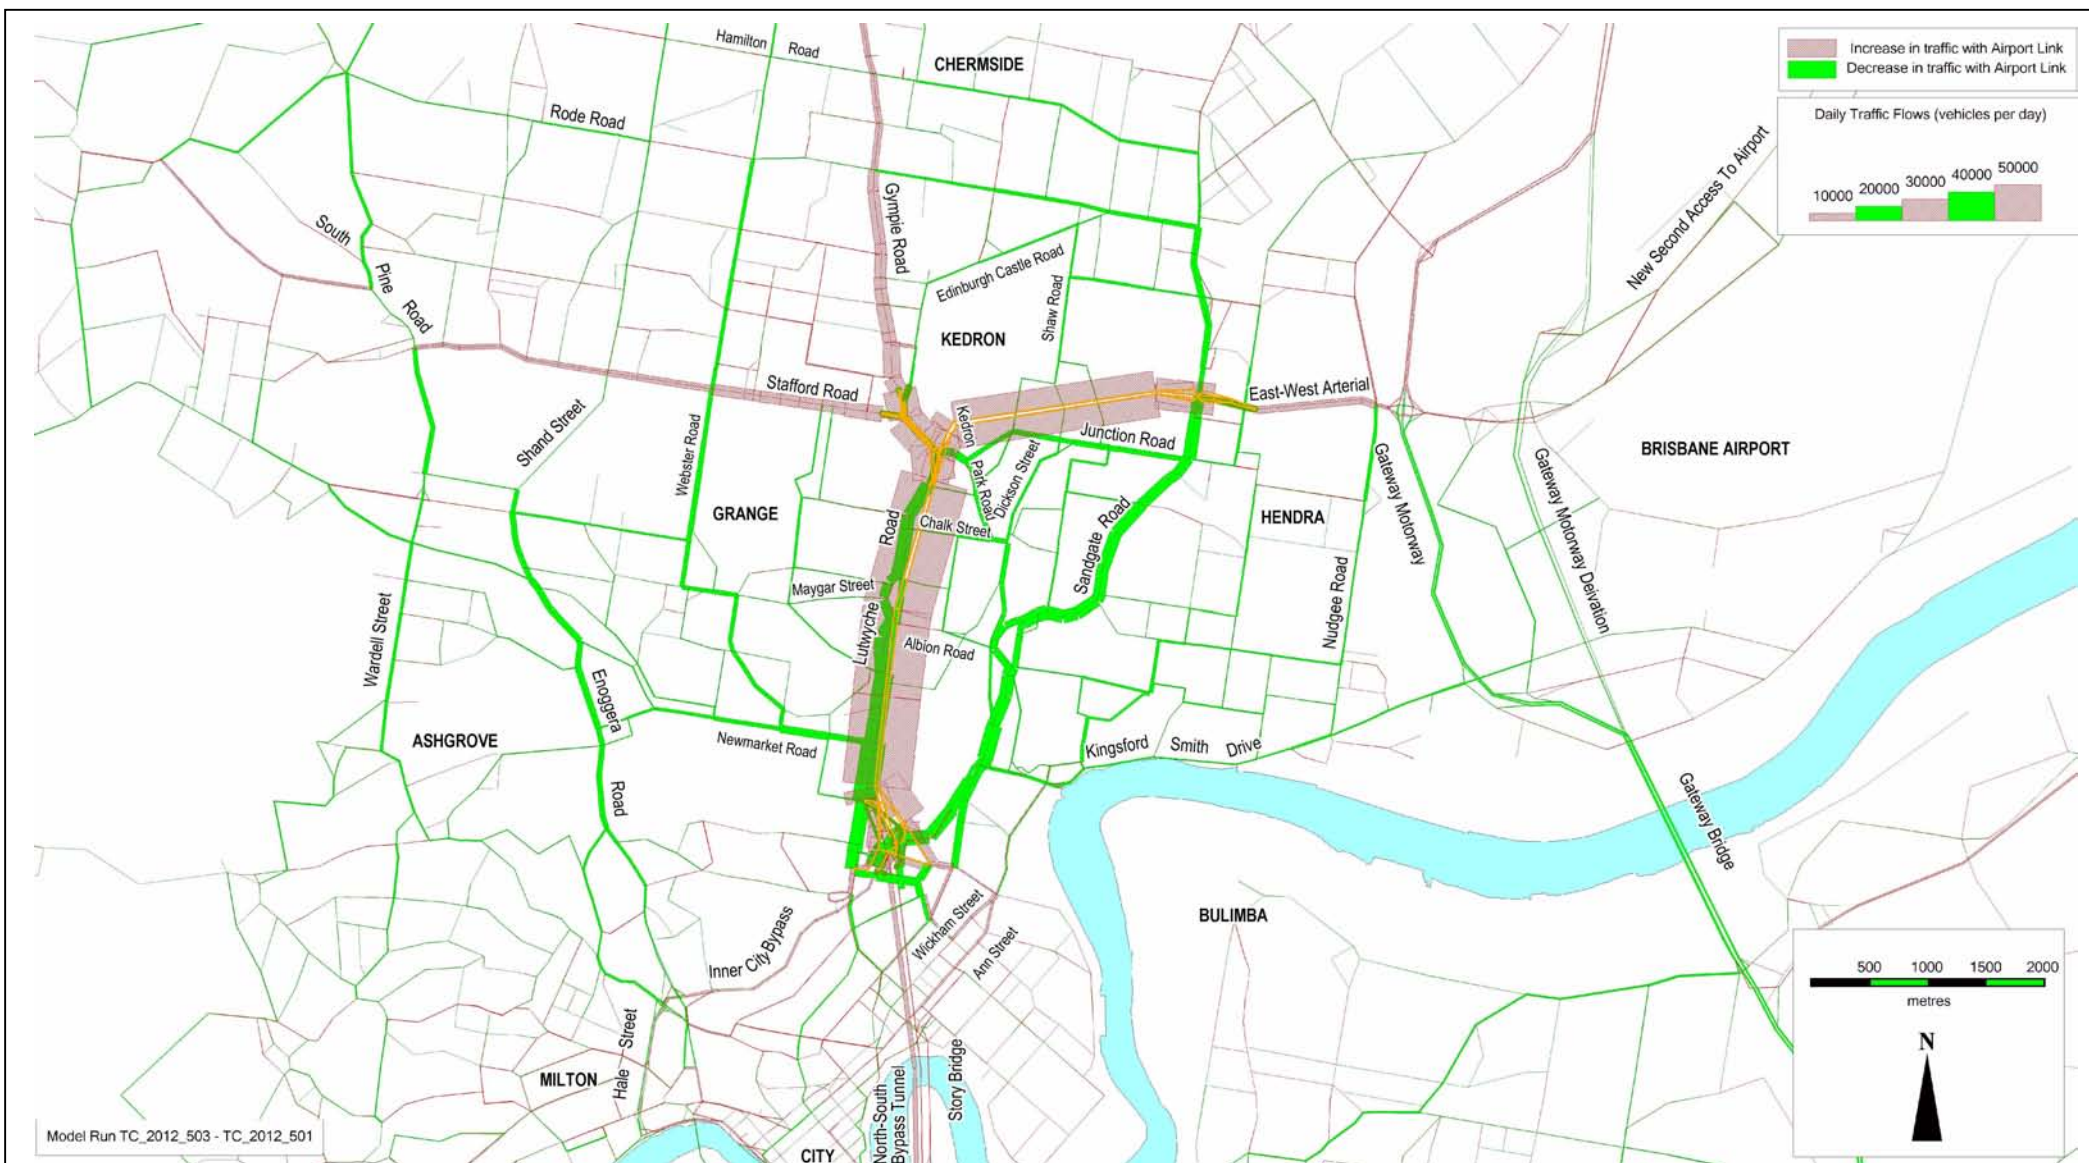 Hamilton Road
CHERMSIDE
Increase in traffic with Airport Link
Decrease in traffic with Airport Link
Daily Traffic Flows (vehicles per day)
10000 20000 30000 40000 50000
Rode Road
New Second Access To Airport
Gympie Road
South Pine Road
Edinburgh Castle Road
Shaw Road
KEDRON
Stafford Road
East-West Arterial
Kedron Park Road
Junction Road
Dickson Street
Shand Street
Webster Road
GRANGE
Chalk Street
Sandgate Road
HENDRA
Gateway Motorway
Gateway Motorway Deivation
BRISBANE AIRPORT
Lutwyche Road
Maygar Street
Albion Road
Nudgee Road
Wardell Street
Enoggera Road
ASHGROVE
Newmarket Road
Kingsford Smith Drive
Gateway Bridge
BULIMBA
Inner City Bypass
Wickham Street
Ann Street
500 1000 1500 2000
metres
N
Hale Street
MILTON
Story Bridge
North-South
Bypass Tunnel
CITY
Model Run TC_2012_503 - TC_2012_501